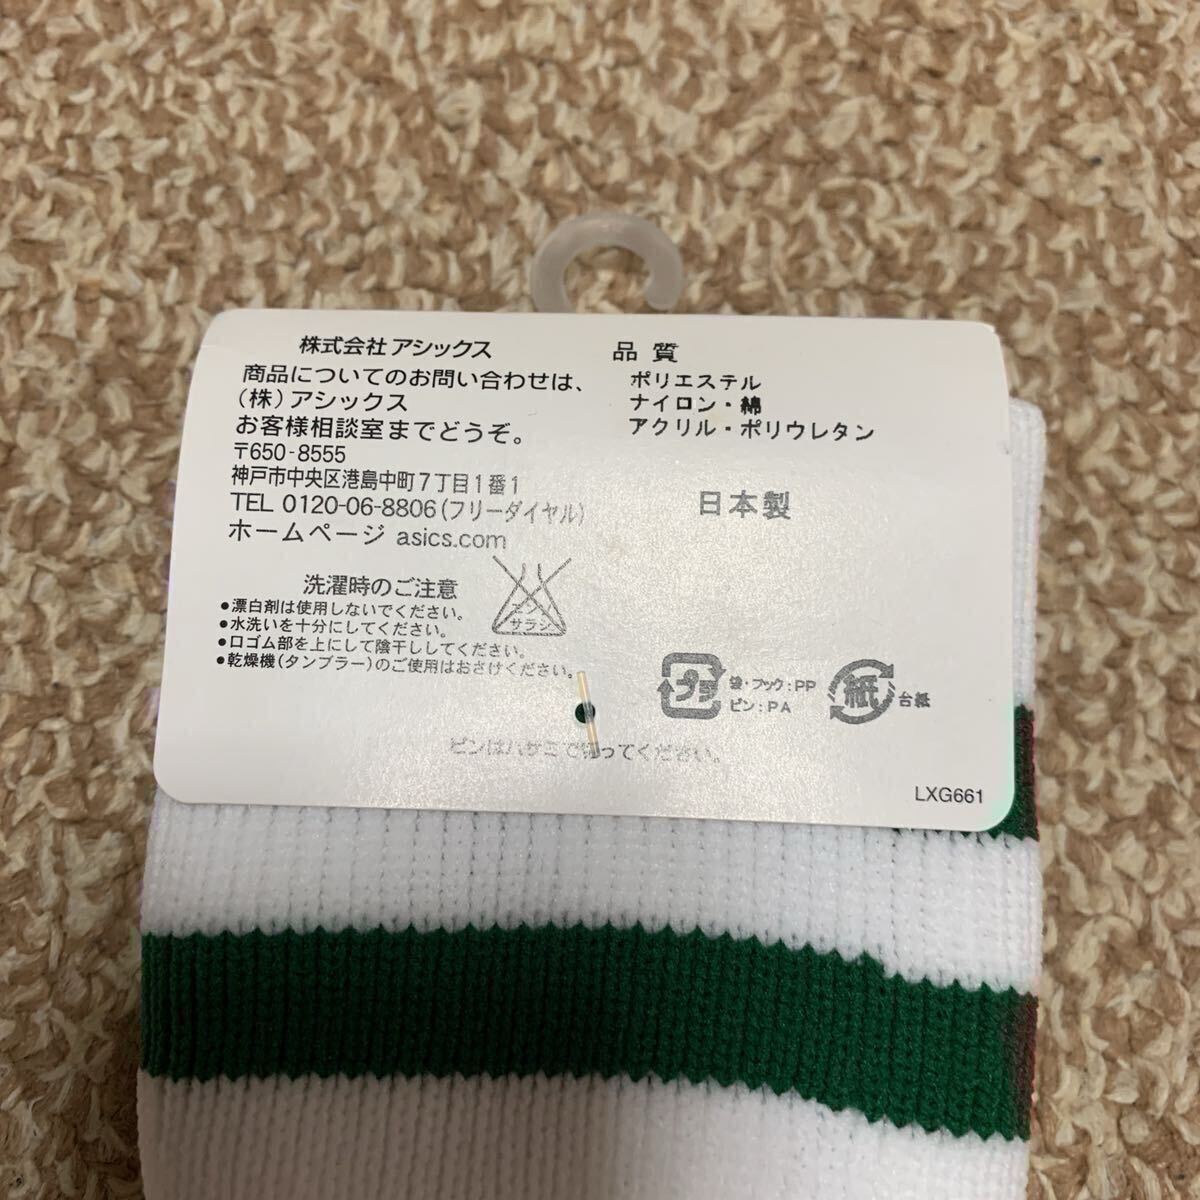 株式会社アシックス
商品についてのお問い合わせは、
(株)アシックス
お客様相談室までどうぞ。
〒650-8555
神戸市中央区港島中町7丁目1番1
TEL 0120-06-8806(フリーダイヤル)
ホームページ asics.com
洗濯時のご注意
●漂白剤は使用しないでください。
●水洗いを十分にしてください。
●口ゴム部を上にして陰干ししてください。
●乾燥機(タンブラー)のご使用はおさけください。
エンソ
サラシ
品質
ポリエステル
ナイロン・綿
アクリル・ポリウレタン
日本製
プラ
袋・フック:PP
ピン:PA
紙
台紙
ピンはハサミで切ってください。
LXG661